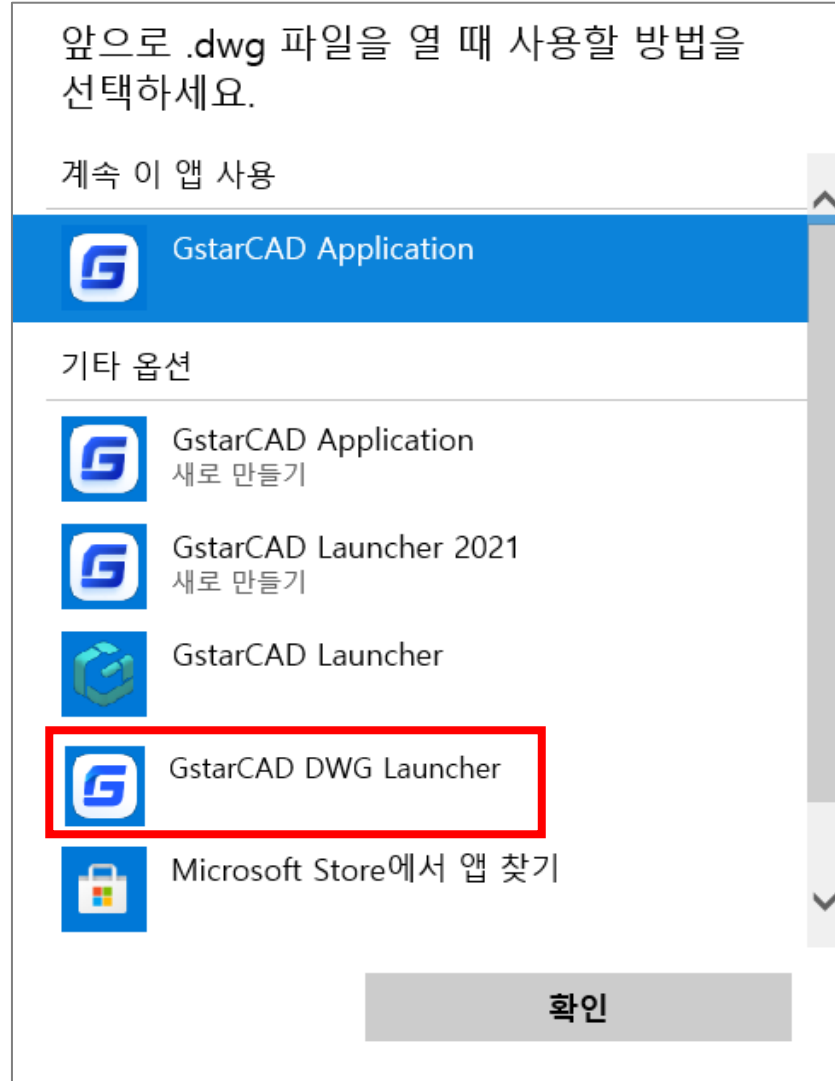 앞으로 .dwg 파일을 열 때 사용할 방법을
선택하세요.
계속 이 앱 사용
GstarCAD Application
기타 옵션
GstarCAD Application
새로 만들기
GstarCAD Launcher 2021
새로 만들기
GstarCAD Launcher
GstarCAD DWG Launcher
Microsoft Store에서 앱 찾기
확인